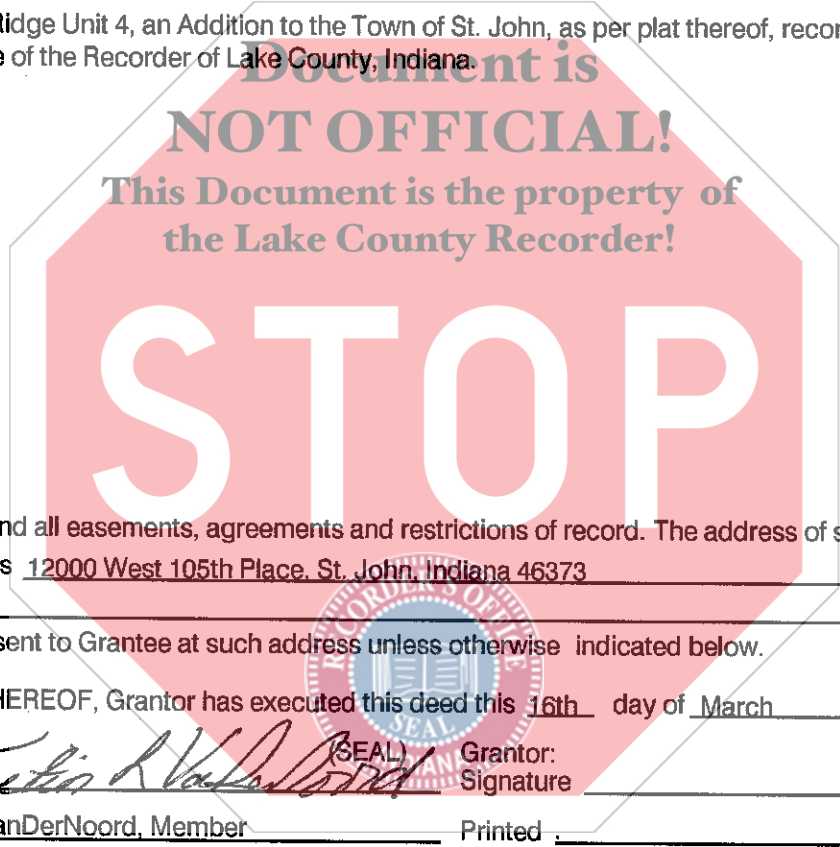 idge Unit 4, an Addition to the Town of St. John, as per plat thereof, recor
of the Recorder of Lake County, Indiana.
Document is
NOT OFFICIAL!
This Document is the property of
the Lake County Recorder!
STOP
nd all easements, agreements and restrictions of record. The address of s
s 12000 West 105th Place, St. John, Indiana 46373
sent to Grantee at such address unless otherwise indicated below.
HEREOF, Grantor has executed this deed this 16th day of March
(SEAL) Grantor:
Signature
anDerNoord, Member Printed
RECORDER'S OFFICE
SEAL
INDIANA